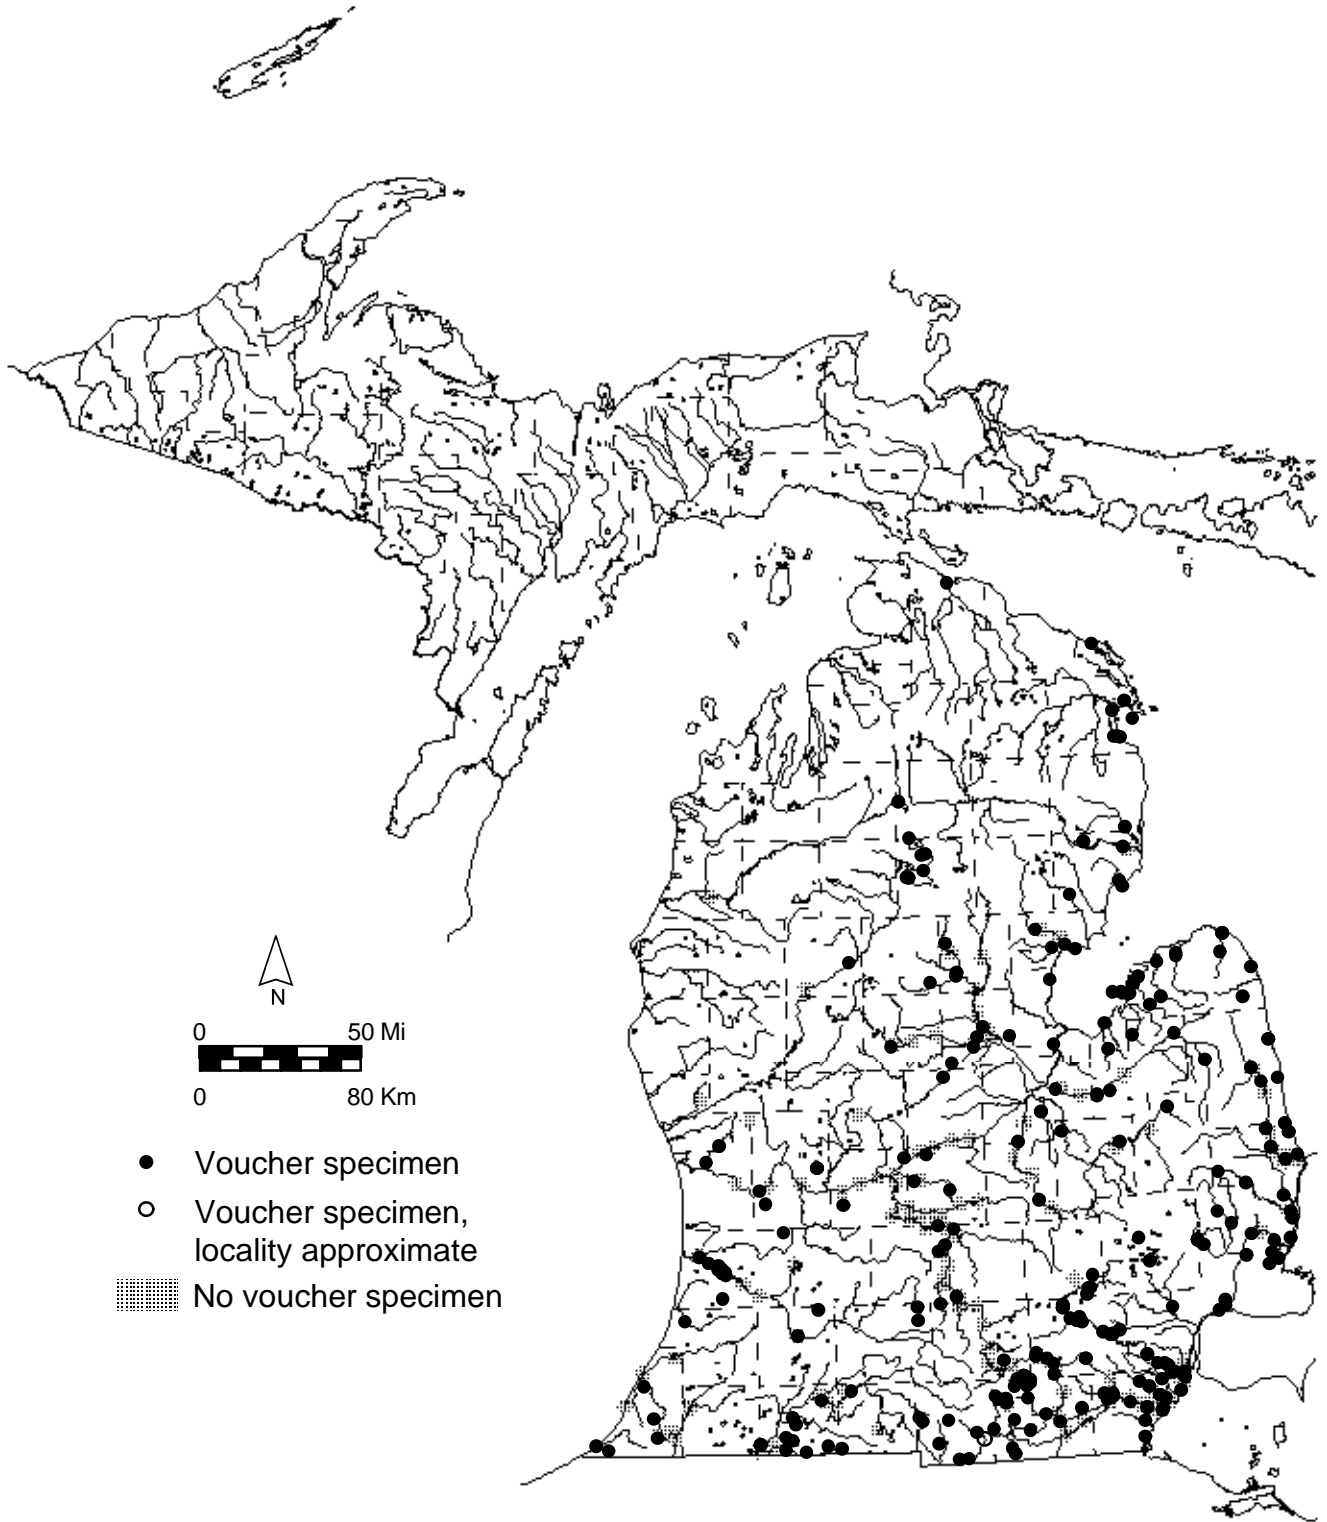 N
0 50 Mi
0 80 Km
Voucher specimen
Voucher specimen,
locality approximate
No voucher specimen